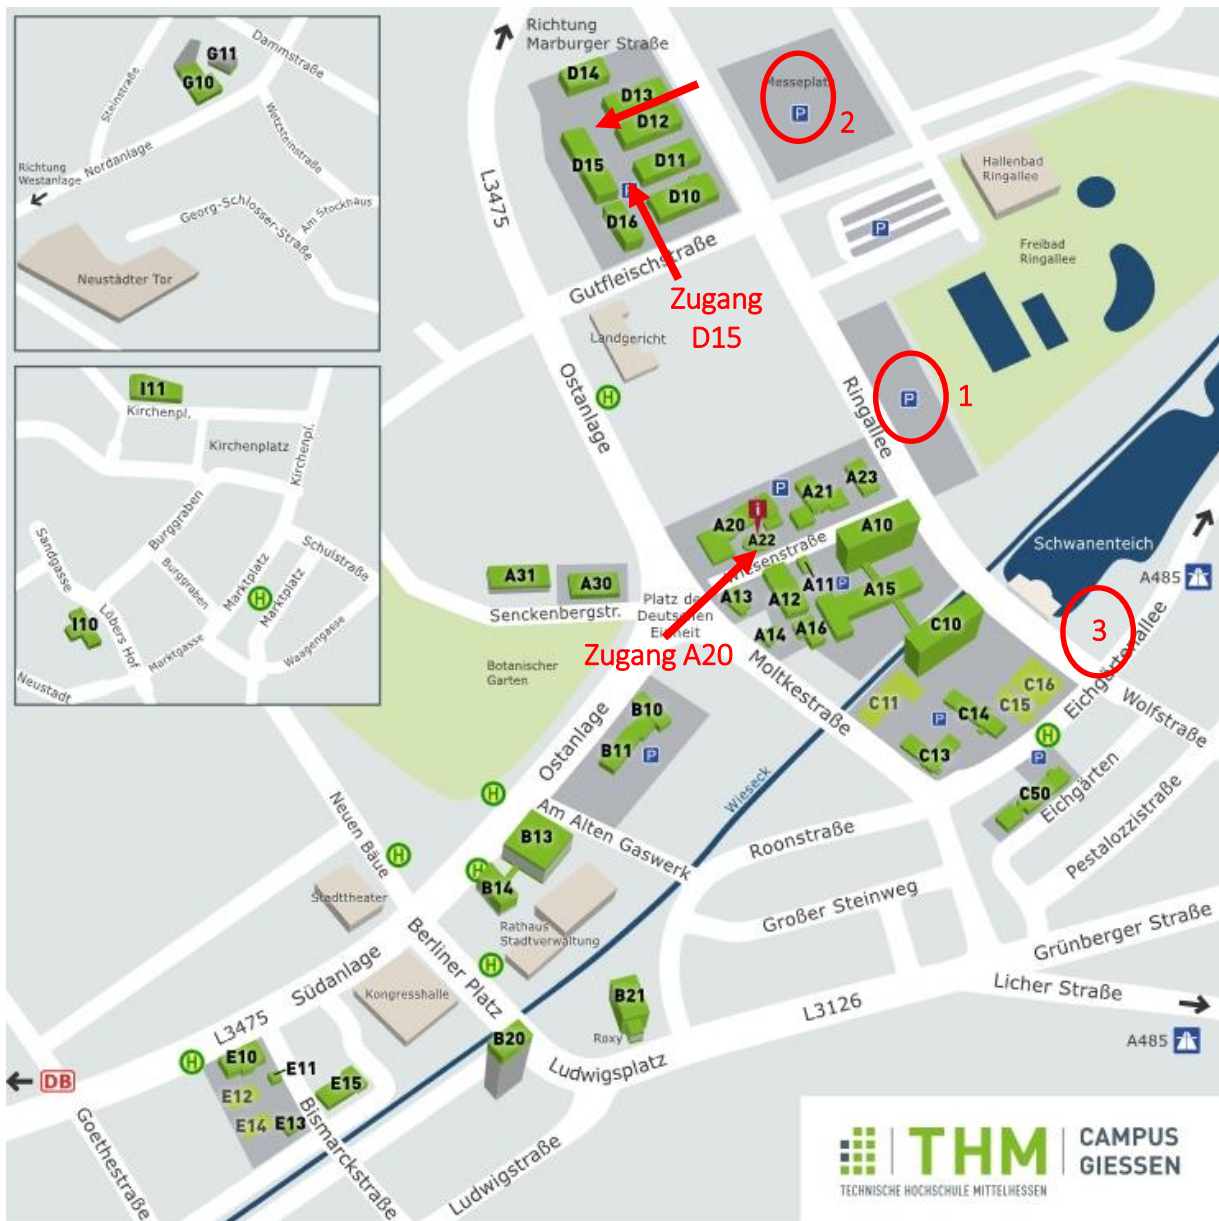 Richtung
Marburger Straße
G11
G10
Dammstraße
Steinstraße
Wetzsteinstraße
Nordanlage
Richtung
Westanlage
Georg-Schlosser-Straße
Am Stockhaus
Neustädter Tor
D14
D13
D12
D15
D11
D10
D16
P
Messeplatz
P
2
Hallenbad
Ringallee
P
Freibad
Ringallee
L3475
Gutfleischstraße
Zugang
D15
Landgericht
H
Ostanlage
Ringallee
P
1
I11
Kirchenpl.
Kirchenplatz
Kirchenpl.
Burggraben
Sandgasse
Burggraben
Marktplatz
Marktplatz
Schulstraße
H
I10
Löbers Hof
Marktgasse
Waagengasse
Neustadt
P
A21
A23
A20
i
A22
A10
Wiesenstraße
Schwanenteich
A485
A31
A30
Senckenbergstr.
Platz der
Deutschen
Einheit
A13
A12
A11
P
A15
A14
A16
C10
3
Zugang A20
Botanischer
Garten
Moltkestraße
Eichgärtenallee
Wolfstraße
C11
C16
C15
C14
P
C13
H
P
C50
Eichgärten
Pestalozzistraße
B10
B11
P
Ostanlage
Wieseck
H
Am Alten Gaswerk
Roonstraße
Neuen Bäue
H
B13
H
B14
Stadttheater
Rathaus
Stadtverwaltung
Großer Steinweg
Grünberger Straße
Berliner Platz
H
Südanlage
Kongresshalle
Licher Straße
L3126
B21
Roxy
B20
Ludwigsplatz
A485
L3475
H
DB
E10
E11
E15
E12
E14
E13
Goethestraße
Bismarckstraße
Ludwigstraße
THM
CAMPUS
GIESSEN
TECHNISCHE HOCHSCHULE MITTELHESSEN